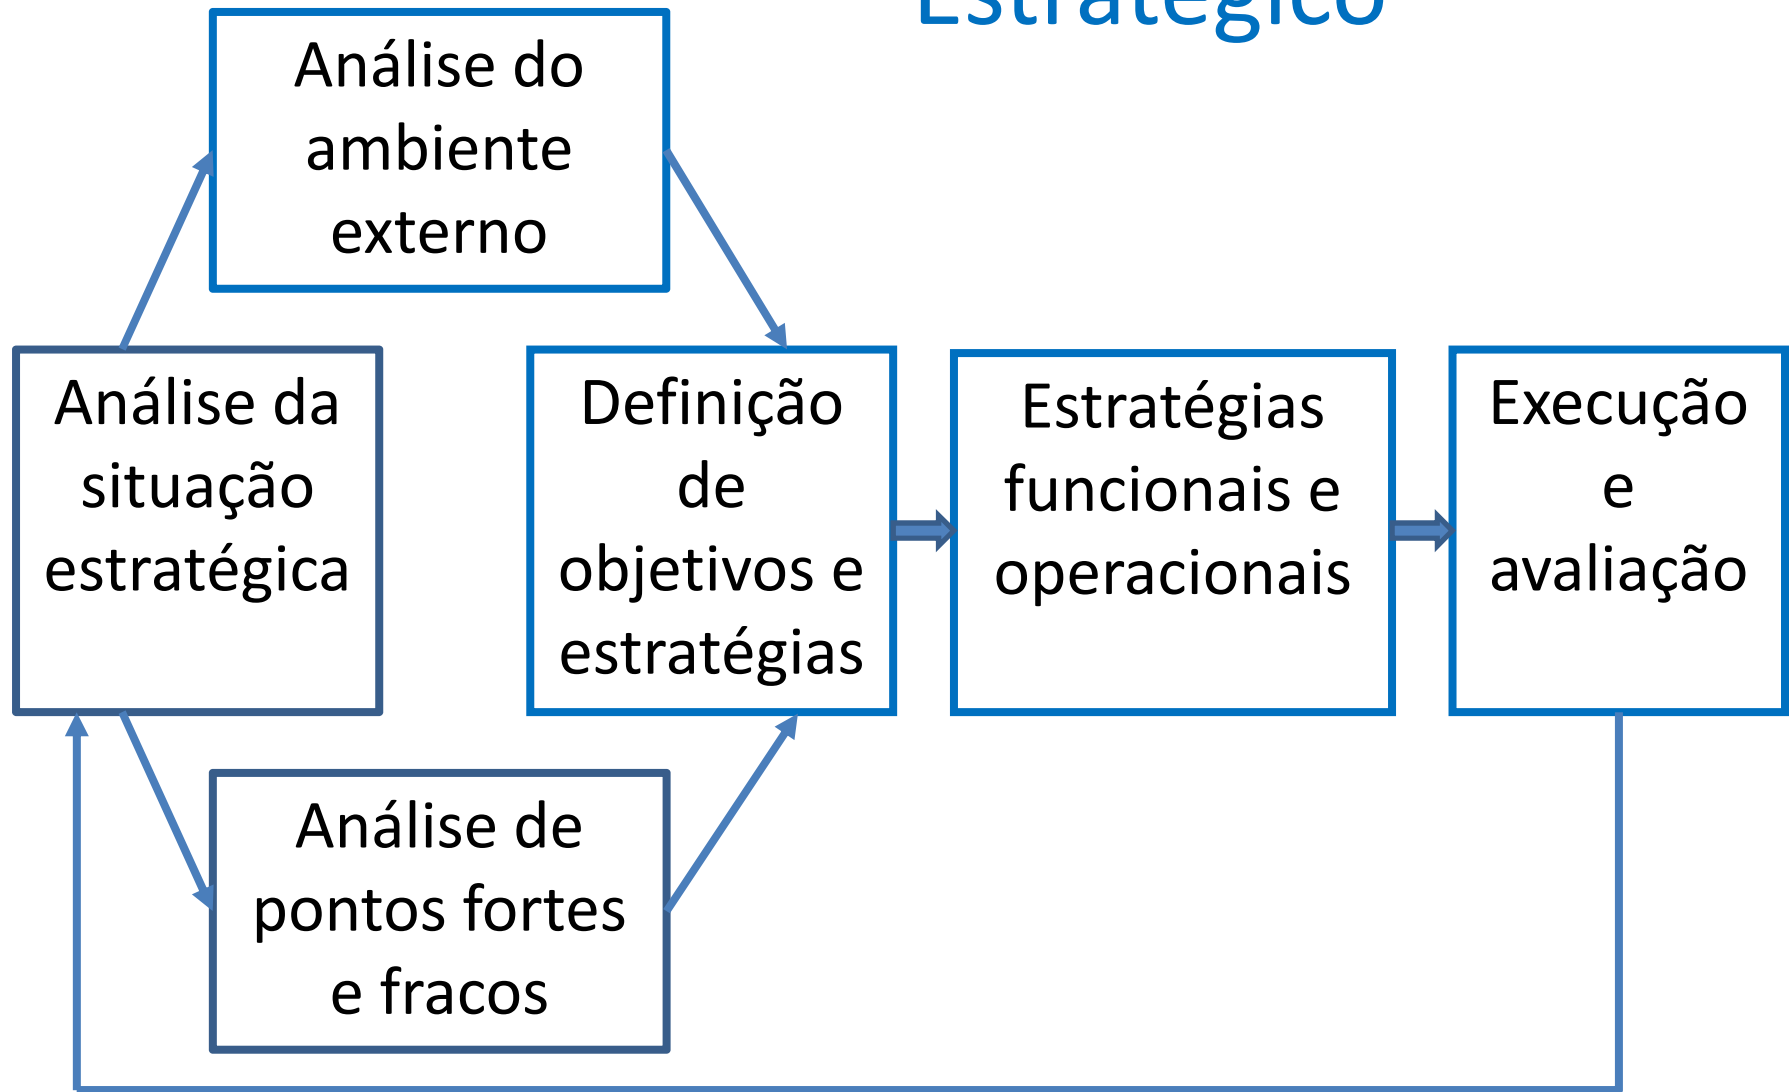 Estratégico
Análise do
ambiente
externo
Análise da
situação
estratégica
Definição
de
objetivos e
estratégias
Estratégias
funcionais e
operacionais
Execução
e
avaliação
Análise de
pontos fortes
e fracos